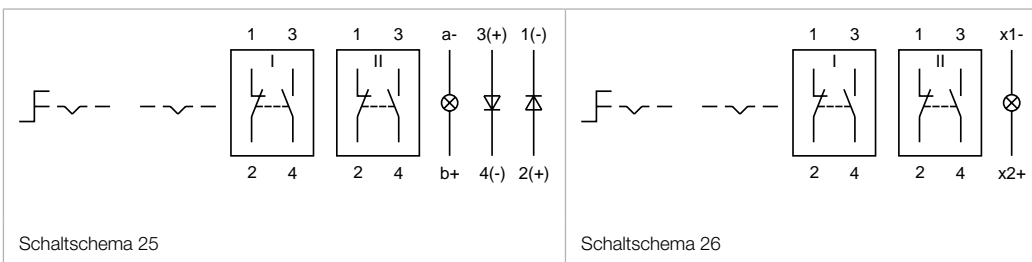 1 3 1 3 a- 3(+) 1(-)
I II
2 4 2 4 b+ 4(-) 2(+)
Schaltschema 25
1 3 1 3 x1-
I II
2 4 2 4 x2+
Schaltschema 26